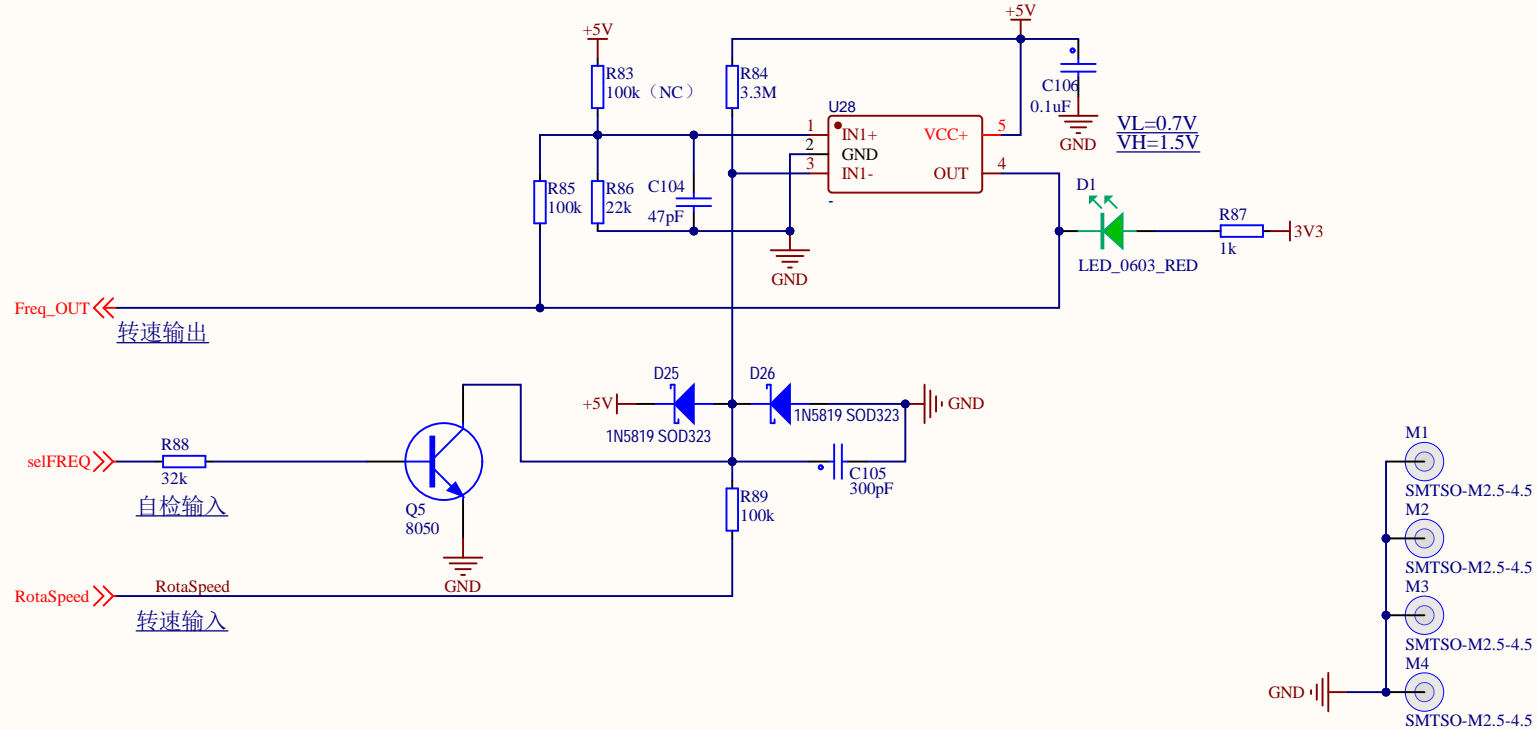 +5V
R83
100k（NC）
R84
3.3M
+5V
C106
0.1uF
GND
VL=0.7V
VH=1.5V
U28
1
IN1+
2
GND
3
IN1-
VCC+
5
OUT
4
-
R85
100k
R86
22k
C104
47pF
GND
D1
LED_0603_RED
R87
1k
3V3
Freq_OUT
转速输出
+5V
D25
1N5819 SOD323
D26
1N5819 SOD323
GND
selFREQ
R88
32k
自检输入
Q5
8050
GND
C105
300pF
R89
100k
RotaSpeed
RotaSpeed
转速输入
M1
SMTSO-M2.5-4.5
M2
SMTSO-M2.5-4.5
M3
SMTSO-M2.5-4.5
M4
SMTSO-M2.5-4.5
GND